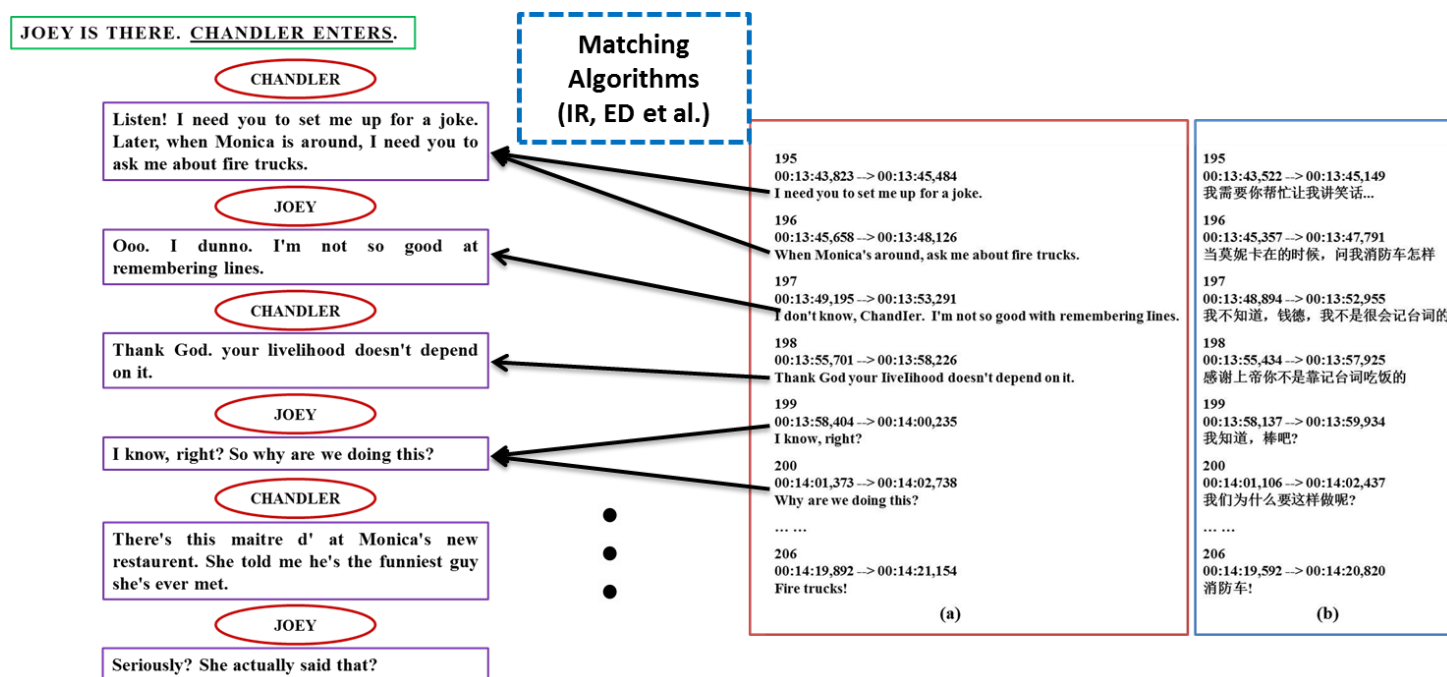 JOEY IS THERE. CHANDLER ENTERS.
CHANDLER
Listen! I need you to set me up for a joke.
Later, when Monica is around, I need you to
ask me about fire trucks.
JOEY
Ooo. I dunno. I'm not so good at
remembering lines.
CHANDLER
Thank God. your livelihood doesn't depend
on it.
JOEY
I know, right? So why are we doing this?
CHANDLER
There's this maitre d' at Monica's new
restaurent. She told me he's the funniest guy
she's ever met.
JOEY
Seriously? She actually said that?
Matching
Algorithms
(IR, ED et al.)
195
00:13:43,823 --> 00:13:45,484
I need you to set me up for a joke.
196
00:13:45,658 --> 00:13:48,126
When Monica's around, ask me about fire trucks.
197
00:13:49,195 --> 00:13:53,291
I don't know, ChandIer. I'm not so good with remembering Iines.
198
00:13:55,701 --> 00:13:58,226
Thank God your IiveIihood doesn't depend on it.
199
00:13:58,404 --> 00:14:00,235
I know, right?
200
00:14:01,373 --> 00:14:02,738
Why are we doing this?
... ...
206
00:14:19,892 --> 00:14:21,154
Fire trucks!
(a)
195
00:13:43,522 --> 00:13:45,149
我需要你帮忙让我讲笑话...
196
00:13:45,357 --> 00:13:47,791
当莫妮卡在的时候，问我消防车怎样
197
00:13:48,894 --> 00:13:52,955
我不知道，钱德，我不是很会记台词的
198
00:13:55,434 --> 00:13:57,925
感谢上帝你不是靠记台词吃饭的
199
00:13:58,137 --> 00:13:59,934
我知道，棒吧?
200
00:14:01,106 --> 00:14:02,437
我们为什么要这样做呢?
... ...
206
00:14:19,592 --> 00:14:20,820
消防车!
(b)